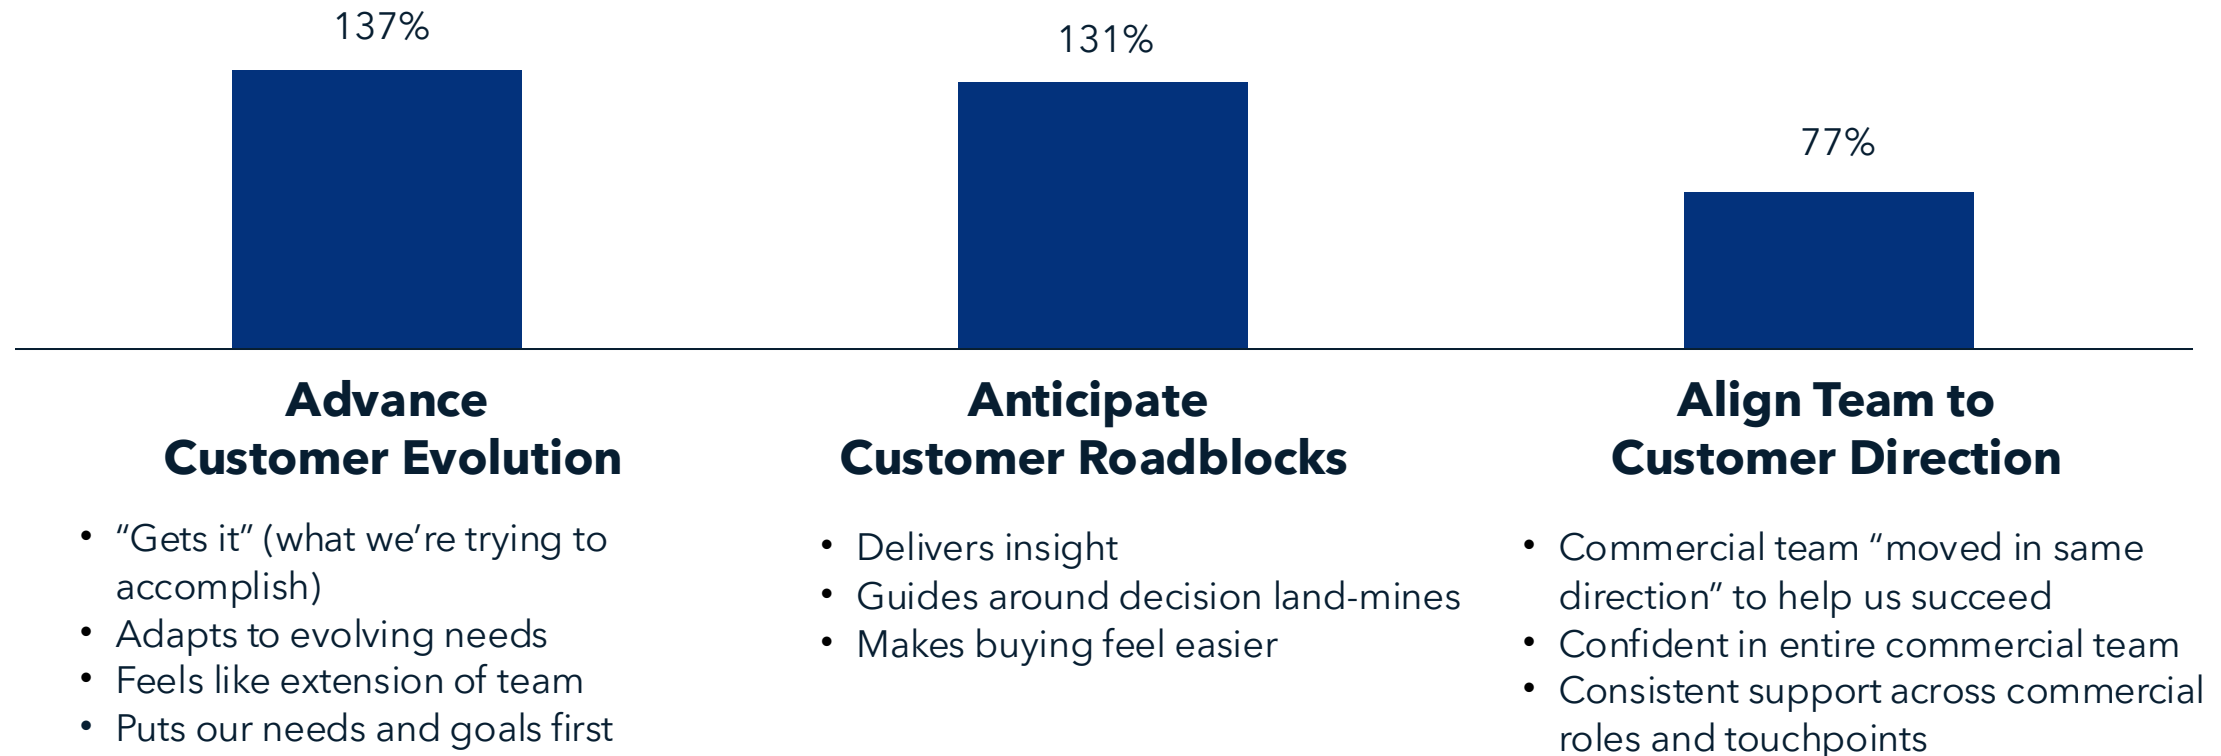 137%
131%
77%
Advance
Customer Evolution
• “Gets it” (what we’re trying to
accomplish)
• Adapts to evolving needs
• Feels like extension of team
• Puts our needs and goals first
Anticipate
Customer Roadblocks
• Delivers insight
• Guides around decision land-mines
• Makes buying feel easier
Align Team to
Customer Direction
• Commercial team “moved in same
direction” to help us succeed
• Confident in entire commercial team
• Consistent support across commercial
roles and touchpoints